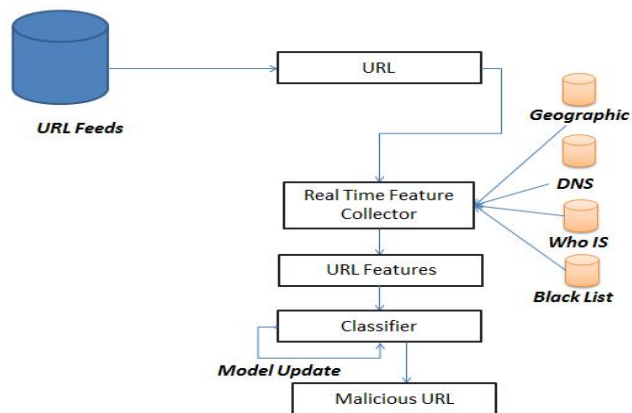 URL
URL Feeds
Geographic
DNS
Who IS
Black List
Real Time Feature
Collector
URL Features
Classifier
Model Update
Malicious URL